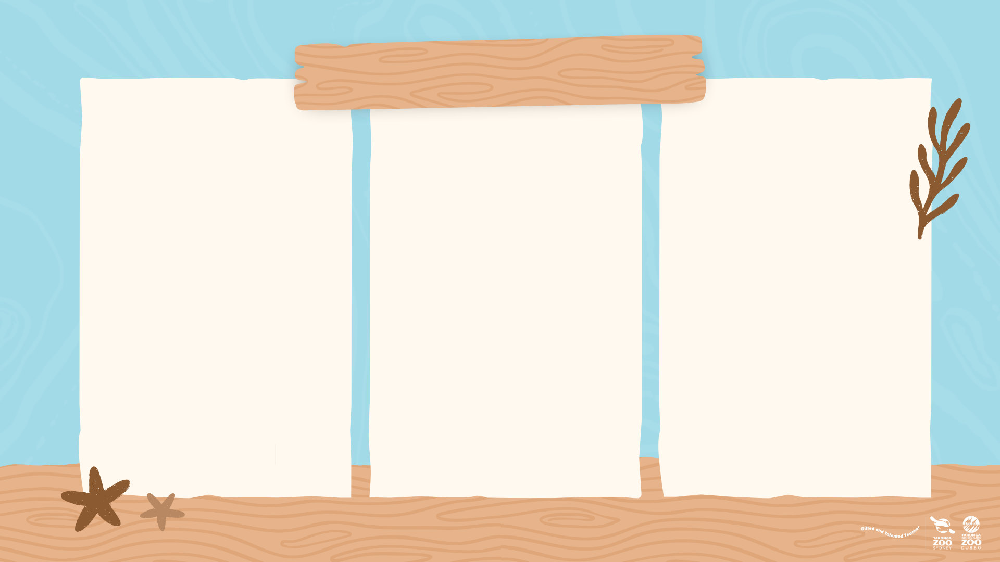 Gifted and Talented Teacher
TARONGA
ZOO
SYDNEY
TARONGA
WESTERN PLAINS
ZOO
DUBBO